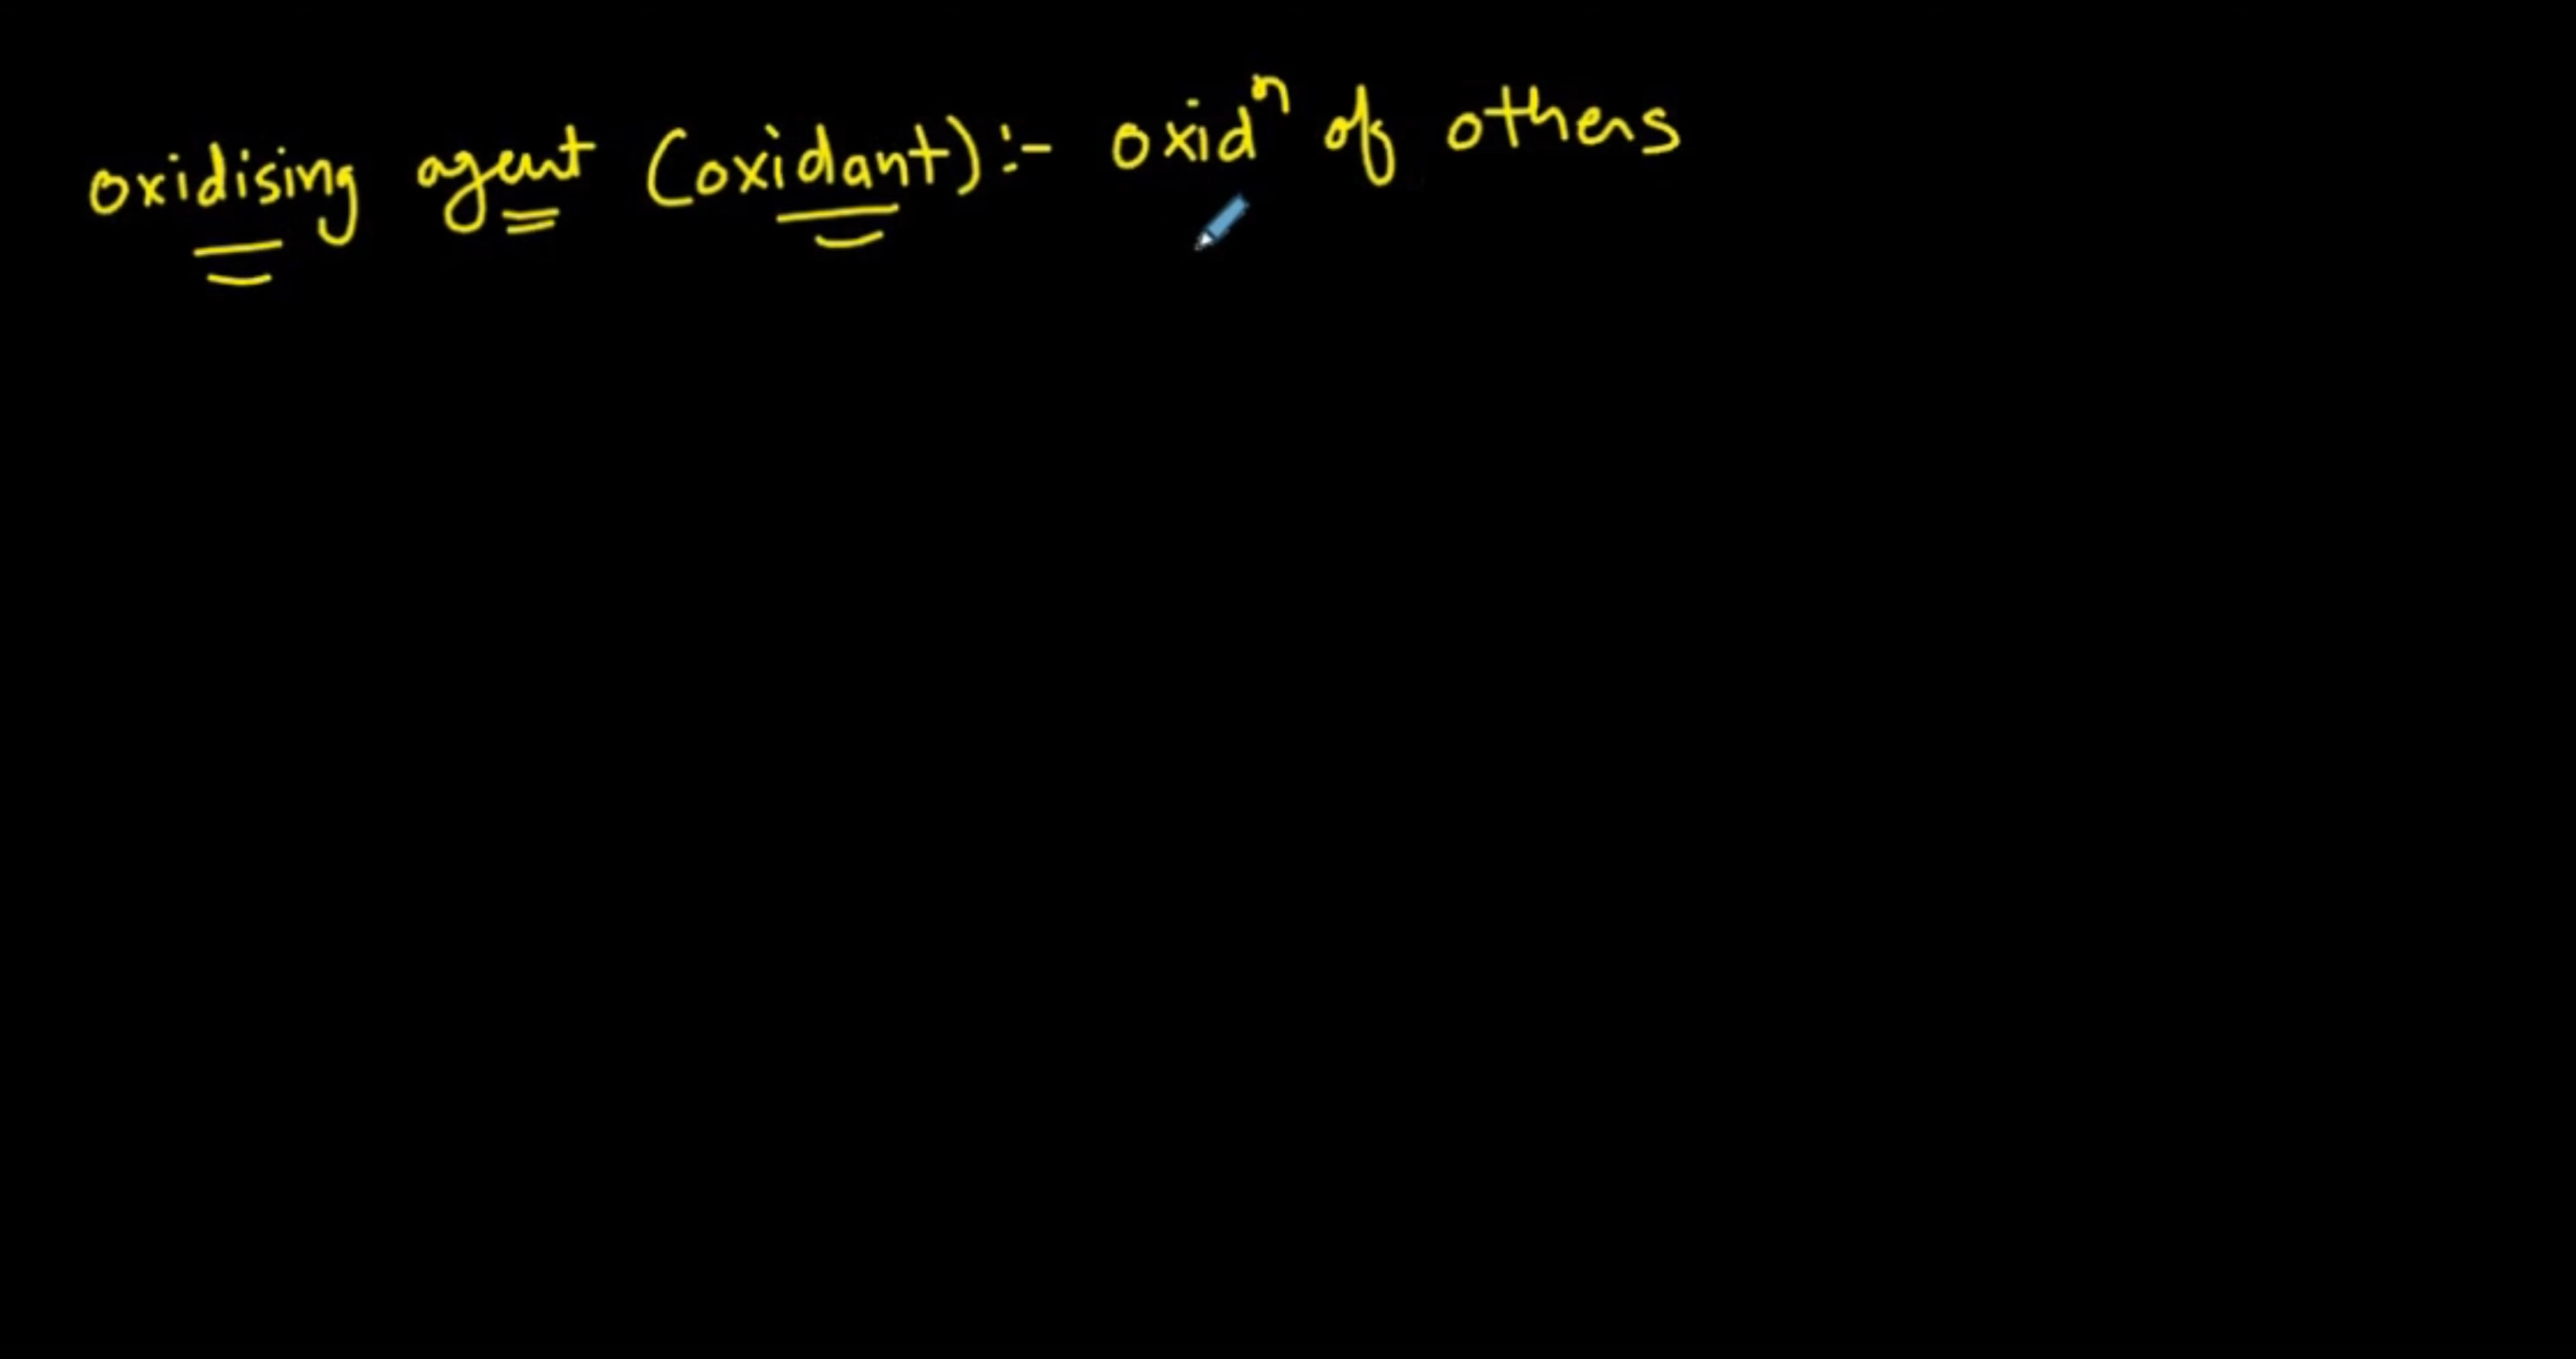 oxidising agent (oxidant):- oxidⁿ of others